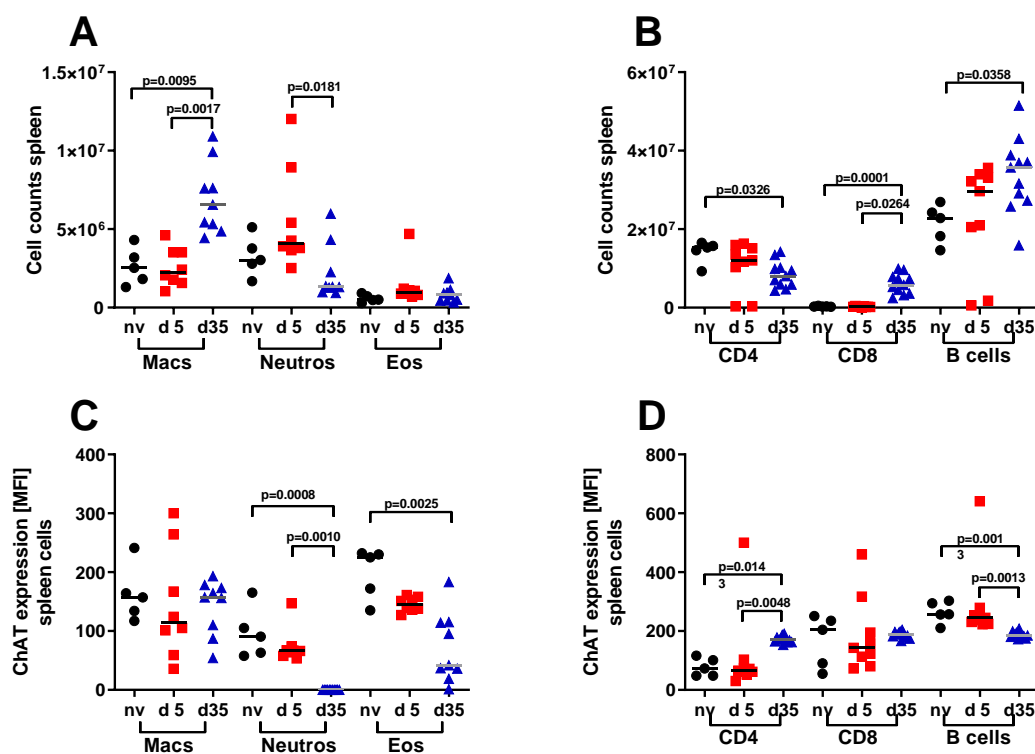 A
Cell counts spleen
1.5×10⁷
1×10⁷
5×10⁶
0
p=0.0095
p=0.0017
p=0.0181
nv d 5 d35 nv d 5 d35 nv d 5 d35
Macs Neutros Eos
B
Cell counts spleen
6×10⁷
4×10⁷
2×10⁷
0
p=0.0326
p=0.0001
p=0.0264
p=0.0358
nv d 5 d35 nv d 5 d35 nv d 5 d35
CD4 CD8 B cells
C
ChAT expression [MFI]
spleen cells
400
300
200
100
0
p=0.0008
p=0.0010
p=0.0025
nv d 5 d35 nv d 5 d35 nv d 5 d35
Macs Neutros Eos
D
ChAT expression [MFI]
spleen cells
800
600
400
200
0
p=0.014
3
p=0.0048
p=0.001
3
p=0.0013
nv d 5 d35 nv d 5 d35 nv d 5 d35
CD4 CD8 B cells